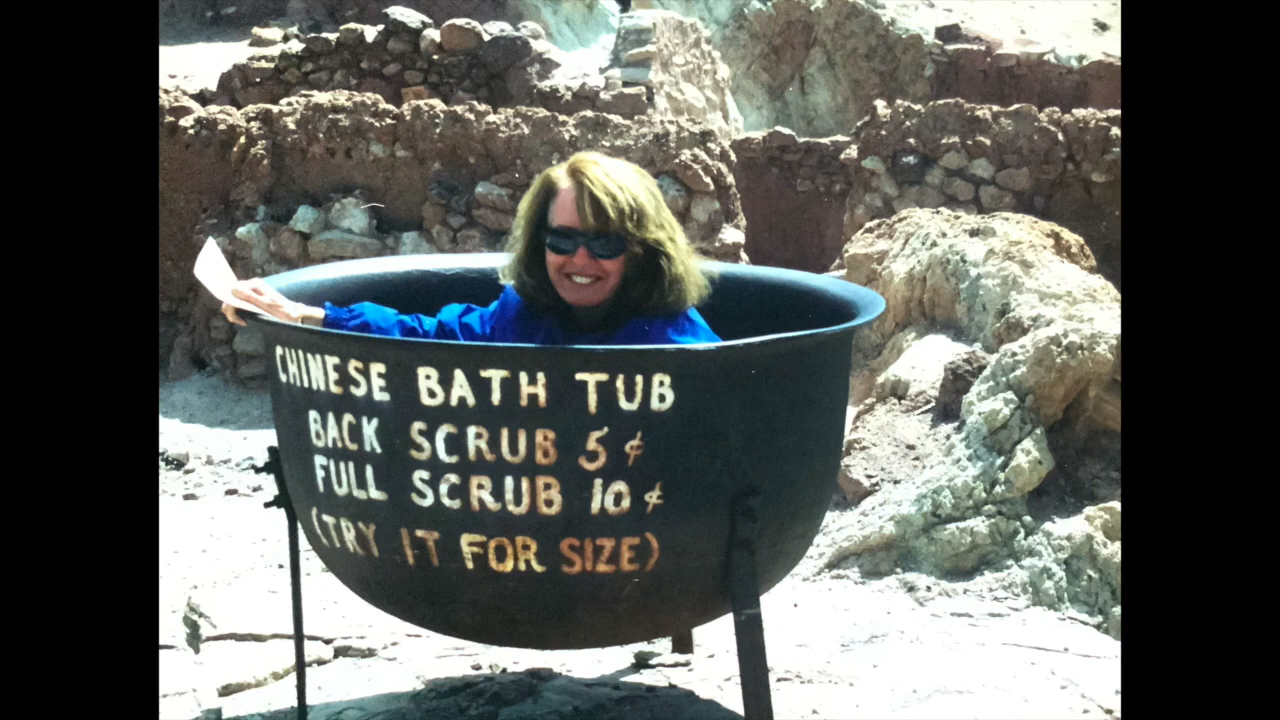 CHINESE BATH TUB
BACK SCRUB 5 ¢
FULL SCRUB 10 ¢
(TRY IT FOR SIZE)